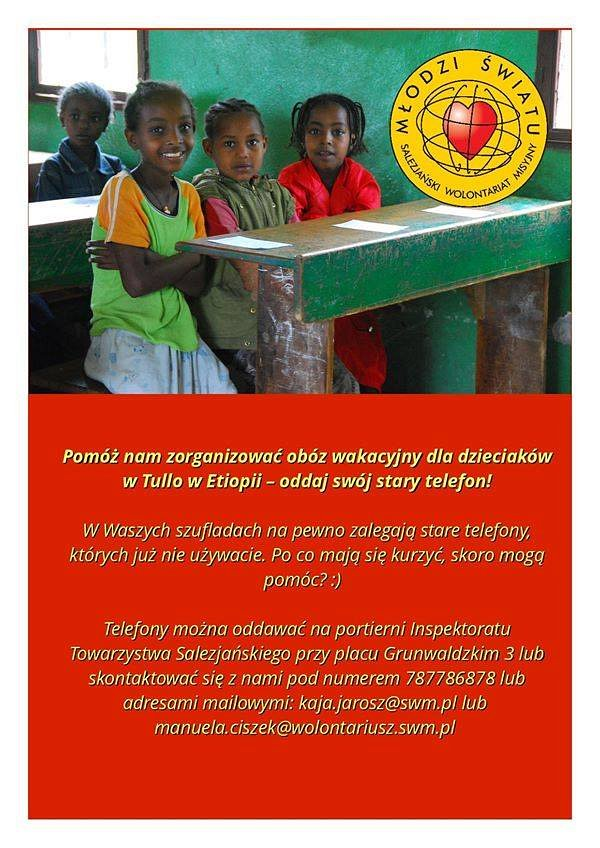 MŁODZI ŚWIATU
SALEZJAŃSKI WOLONTARIAT MISYJNY
Pomóż nam zorganizować obóz wakacyjny dla dzieciaków
w Tullo w Etiopii – oddaj swój stary telefon!
W Waszych szufladach na pewno zalegają stare telefony,
których już nie używacie. Po co mają się kurzyć, skoro mogą
pomóc? :)
Telefony można oddawać na portierni Inspektoratu
Towarzystwa Salezjańskiego przy placu Grunwaldzkim 3 lub
skontaktować się z nami pod numerem 787786878 lub
adresami mailowymi: kaja.jarosz@swm.pl lub
manuela.ciszek@wolontariusz.swm.pl